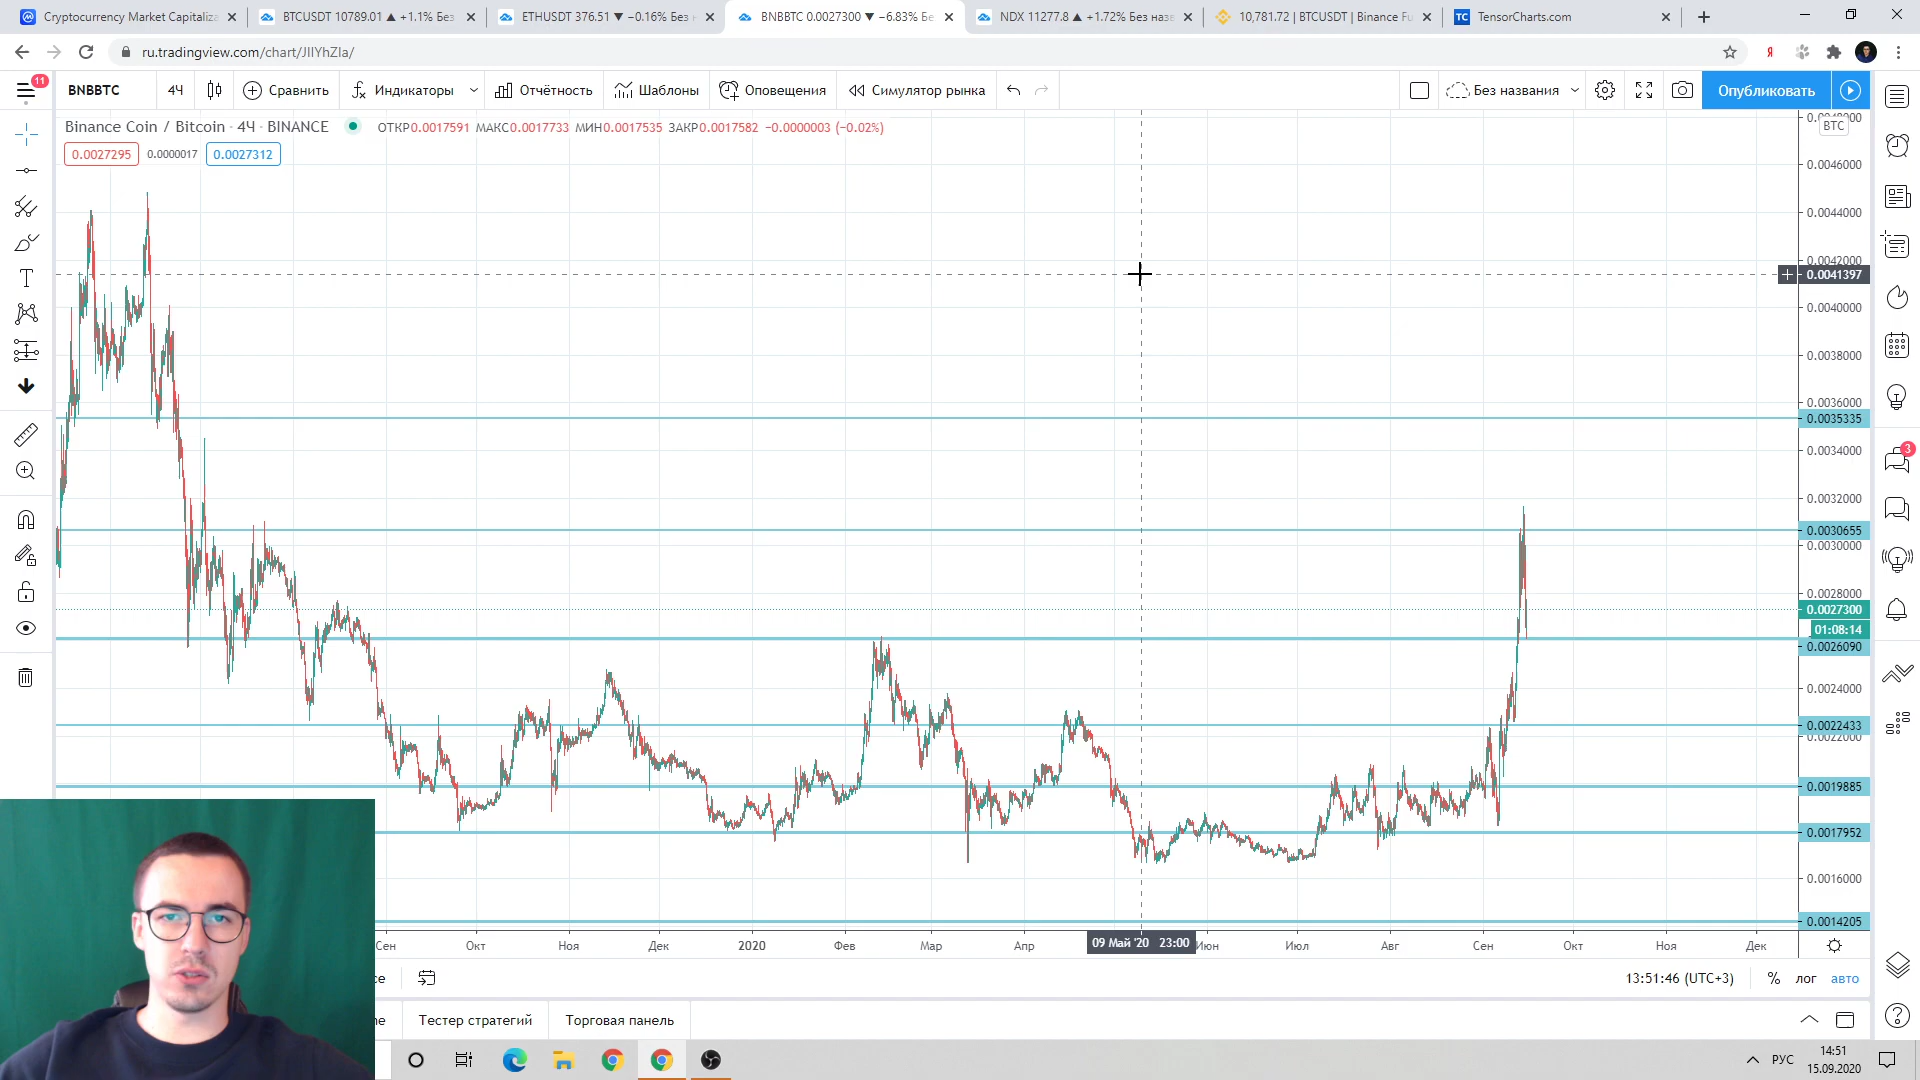 Cryptocurrency Market Capitaliza
BTCUSDT 10789.01 ▲ +1.1% Без
ETHUSDT 376.51 ▼ −0.16% Без н
BNBBTC 0.0027300 ▼ −6.83% Бе
NDX 11277.8 ▲ +1.72% Без назв
10,781.72 | BTCUSDT | Binance Fu
TC TensorCharts.com
ru.tradingview.com/chart/JIlYhZIa/
Я
11
BNBBTC
4Ч
Сравнить
Индикаторы
Отчётность
Шаблоны
Оповещения
Симулятор рынка
Без названия
Опубликовать
Binance Coin / Bitcoin · 4Ч · BINANCE
ОТКР0.0017591 МАКС0.0017733 МИН0.0017535 ЗАКР0.0017582 −0.0000003 (−0.02%)
0.0027295
0.0000017
0.0027312
BTC
0.0046000
0.0044000
0.0042000
0.0041397
0.0040000
0.0038000
0.0036000
0.0035335
0.0034000
0.0032000
0.0030655
0.0030000
0.0028000
0.0027300
01:08:14
0.0026090
0.0024000
0.0022433
0.0022000
0.0019885
0.0017952
0.0016000
0.0014205
3
Сен
Окт
Ноя
Дек
2020
Фев
Мар
Апр
09 Май '20 23:00
Июн
Июл
Авг
Сен
Окт
Ноя
Дек
13:51:46 (UTC+3)
%
лог
авто
Тестер стратегий
Торговая панель
РУС
14:51
15.09.2020